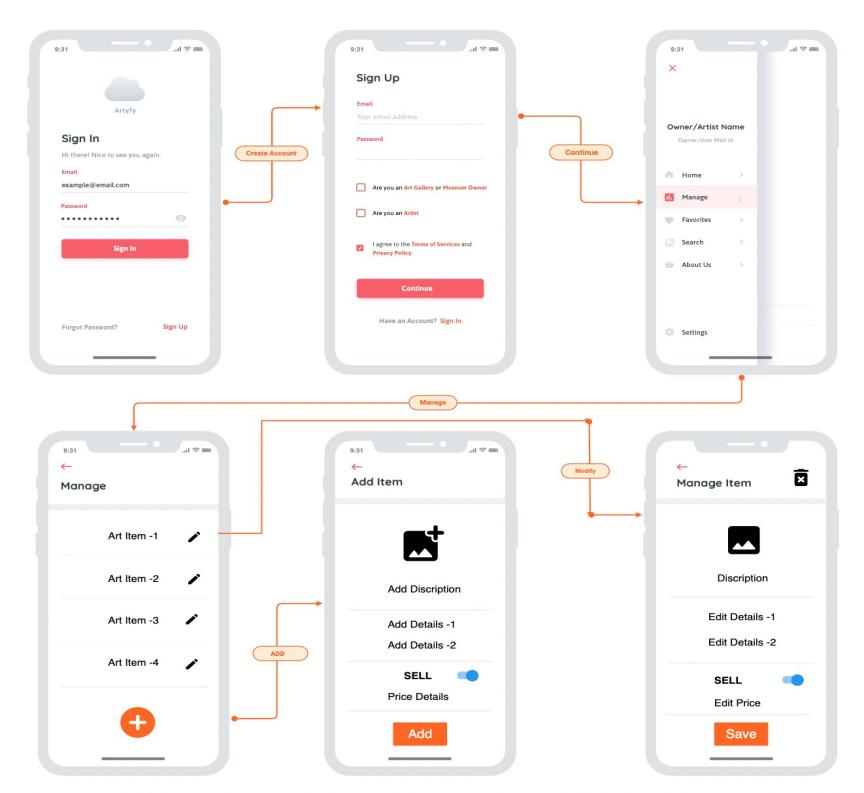 9:31
Artyfy
Sign In
Hi there! Nice to see you again.
Email
example@email.com
Password
Sign In
Forgot Password? Sign Up
Create Account
9:31
Sign Up
Email
Your email address
Password
Are you an Art Gallery or Museum Owner
Are you an Artist
I agree to the Terms of Services and
Privacy Policy.
Continue
Have an Account? Sign In
Continue
9:31
Owner/Artist Name
Owner/User Mail Id
Home
Manage
Favorites
Search
About Us
Settings
Manage
9:31
Manage
Art Item -1
Art Item -2
Art Item -3
Art Item -4
ADD
9:31
Add Item
Add Discription
Add Details -1
Add Details -2
SELL
Price Details
Add
Modify
Manage Item
Discription
Edit Details -1
Edit Details -2
SELL
Edit Price
Save